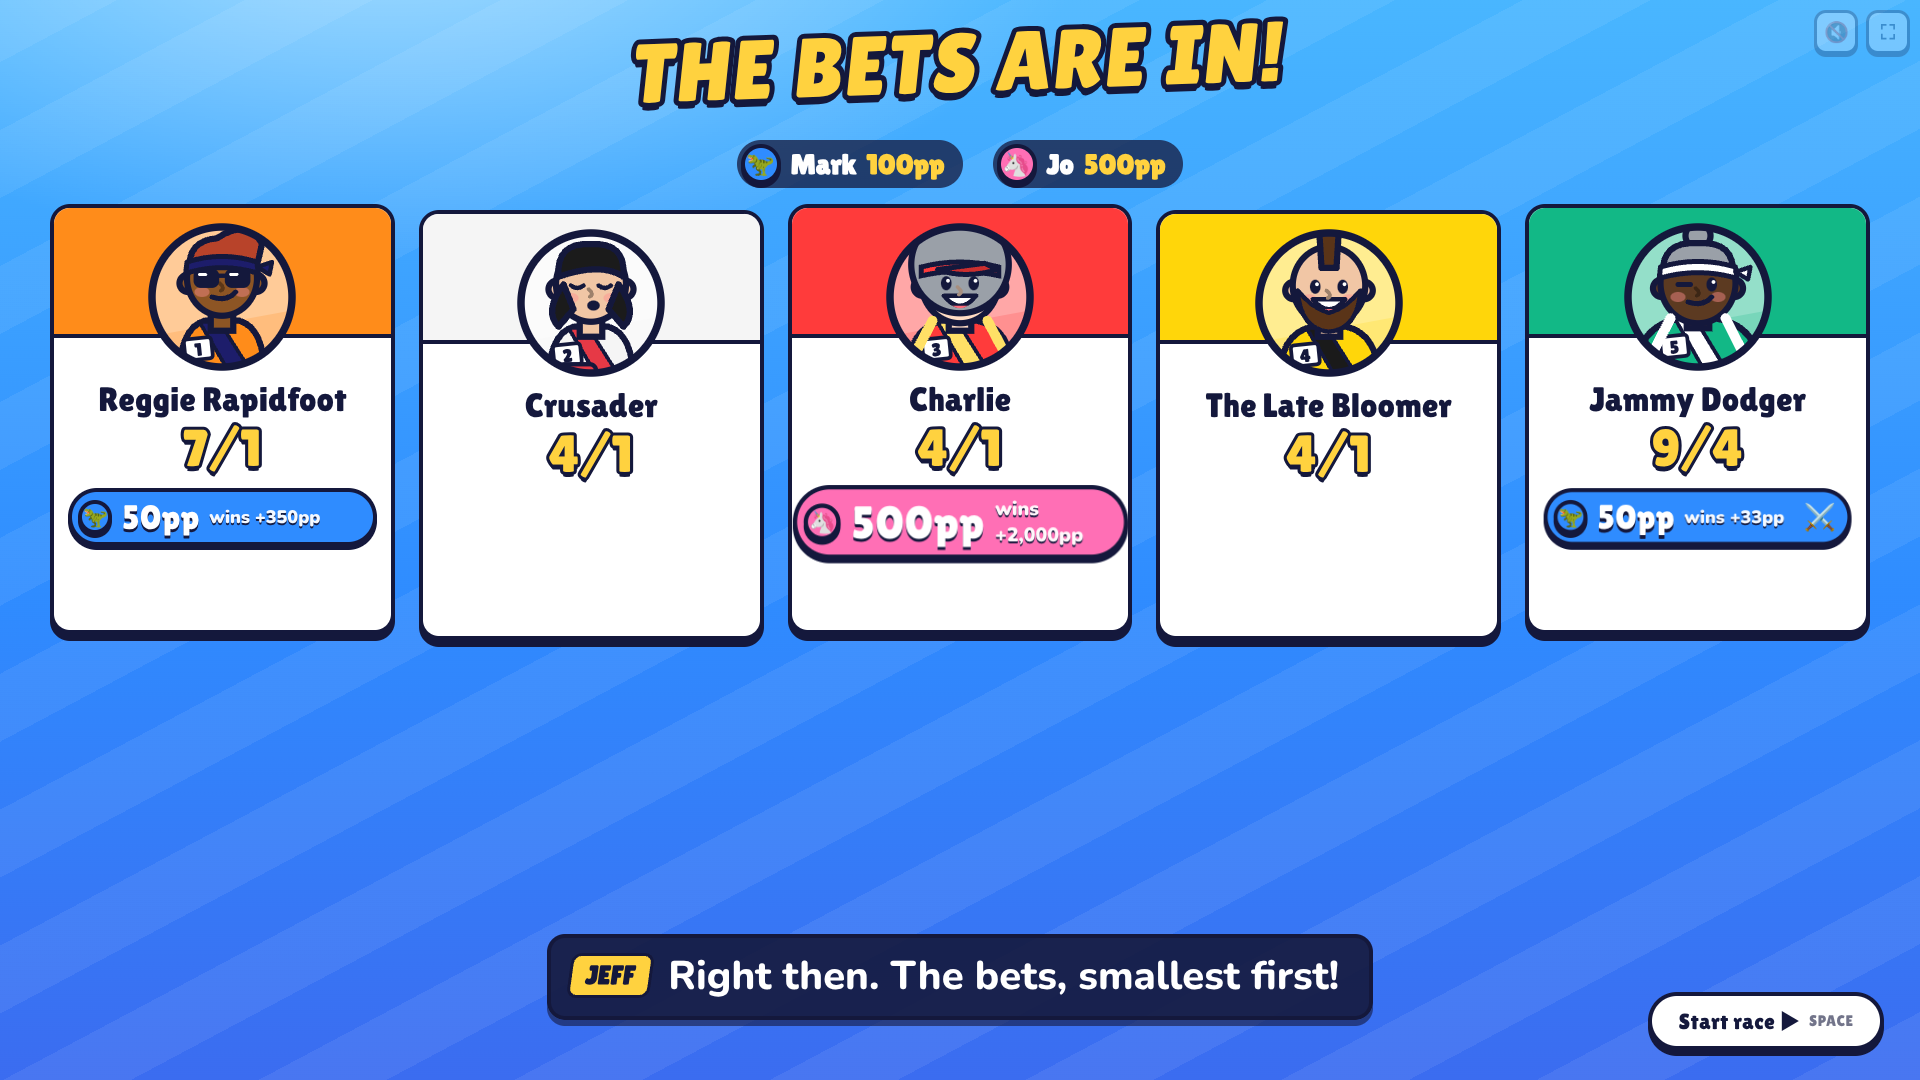 THE BETS ARE IN!
Mark 100pp
Jo 500pp
1
Reggie Rapidfoot
7/1
50pp wins +350pp
2
Crusader
4/1
3
Charlie
4/1
500pp wins
+2,000pp
4
The Late Bloomer
4/1
5
Jammy Dodger
9/4
50pp wins +33pp
JEFF Right then. The bets, smallest first!
Start race SPACE